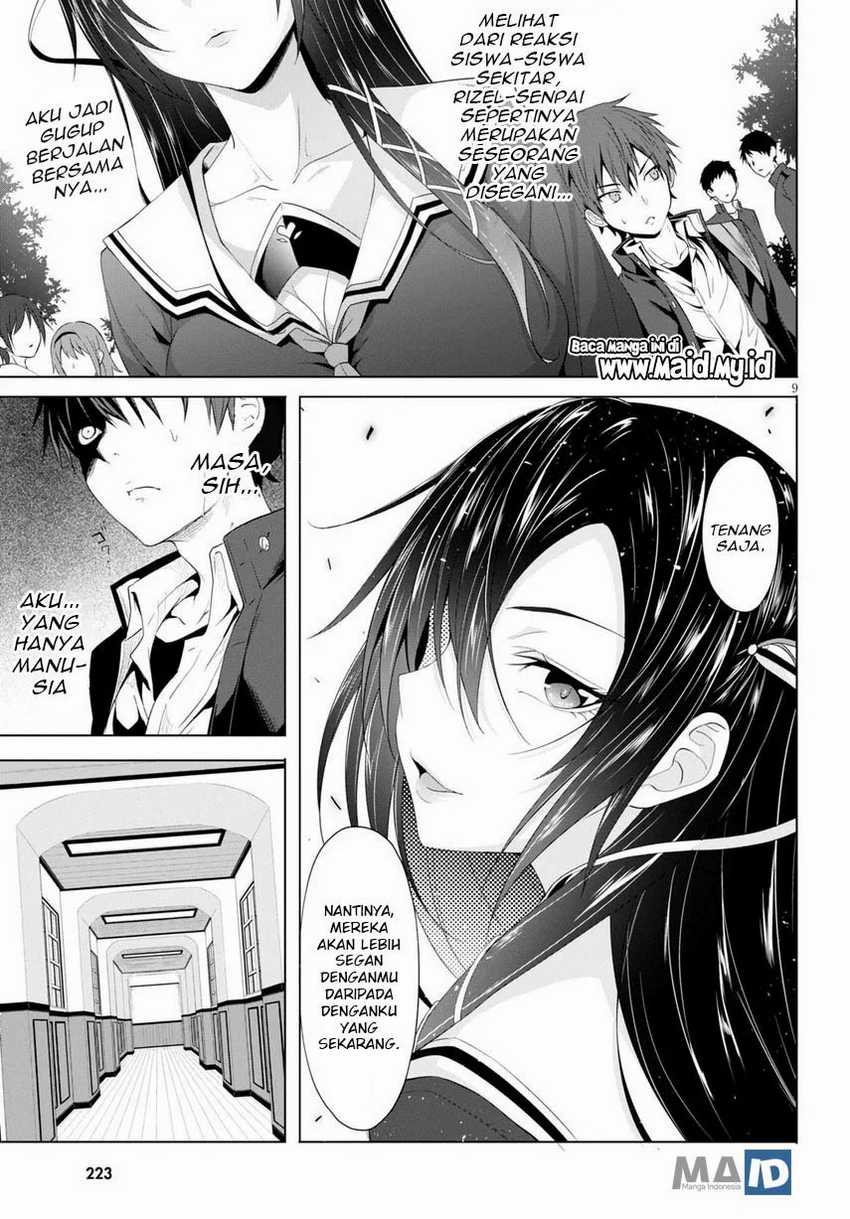 MELIHAT
DARI REAKSI
SISWA-SISWA
SEKITAR,
RIZEL-SENPAI
SEPERTINYA
MERUPAKAN
SESEORANG
YANG
DISEGANI...
AKU JADI
GUGUP
BERJALAN
BERSAMA
NYA...
Baca Manga ini di
www.Maid.My.id
9
TENANG
SAJA.
NANTINYA,
MEREKA
AKAN LEBIH
SEGAN
DENGANMU
DARIPADA
DENGANKU
YANG
SEKARANG.
MASA,
SIH...
ゴク…
AKU...
YANG
HANYA
MANU-
SIA
223
MAID
Manga Indonesia